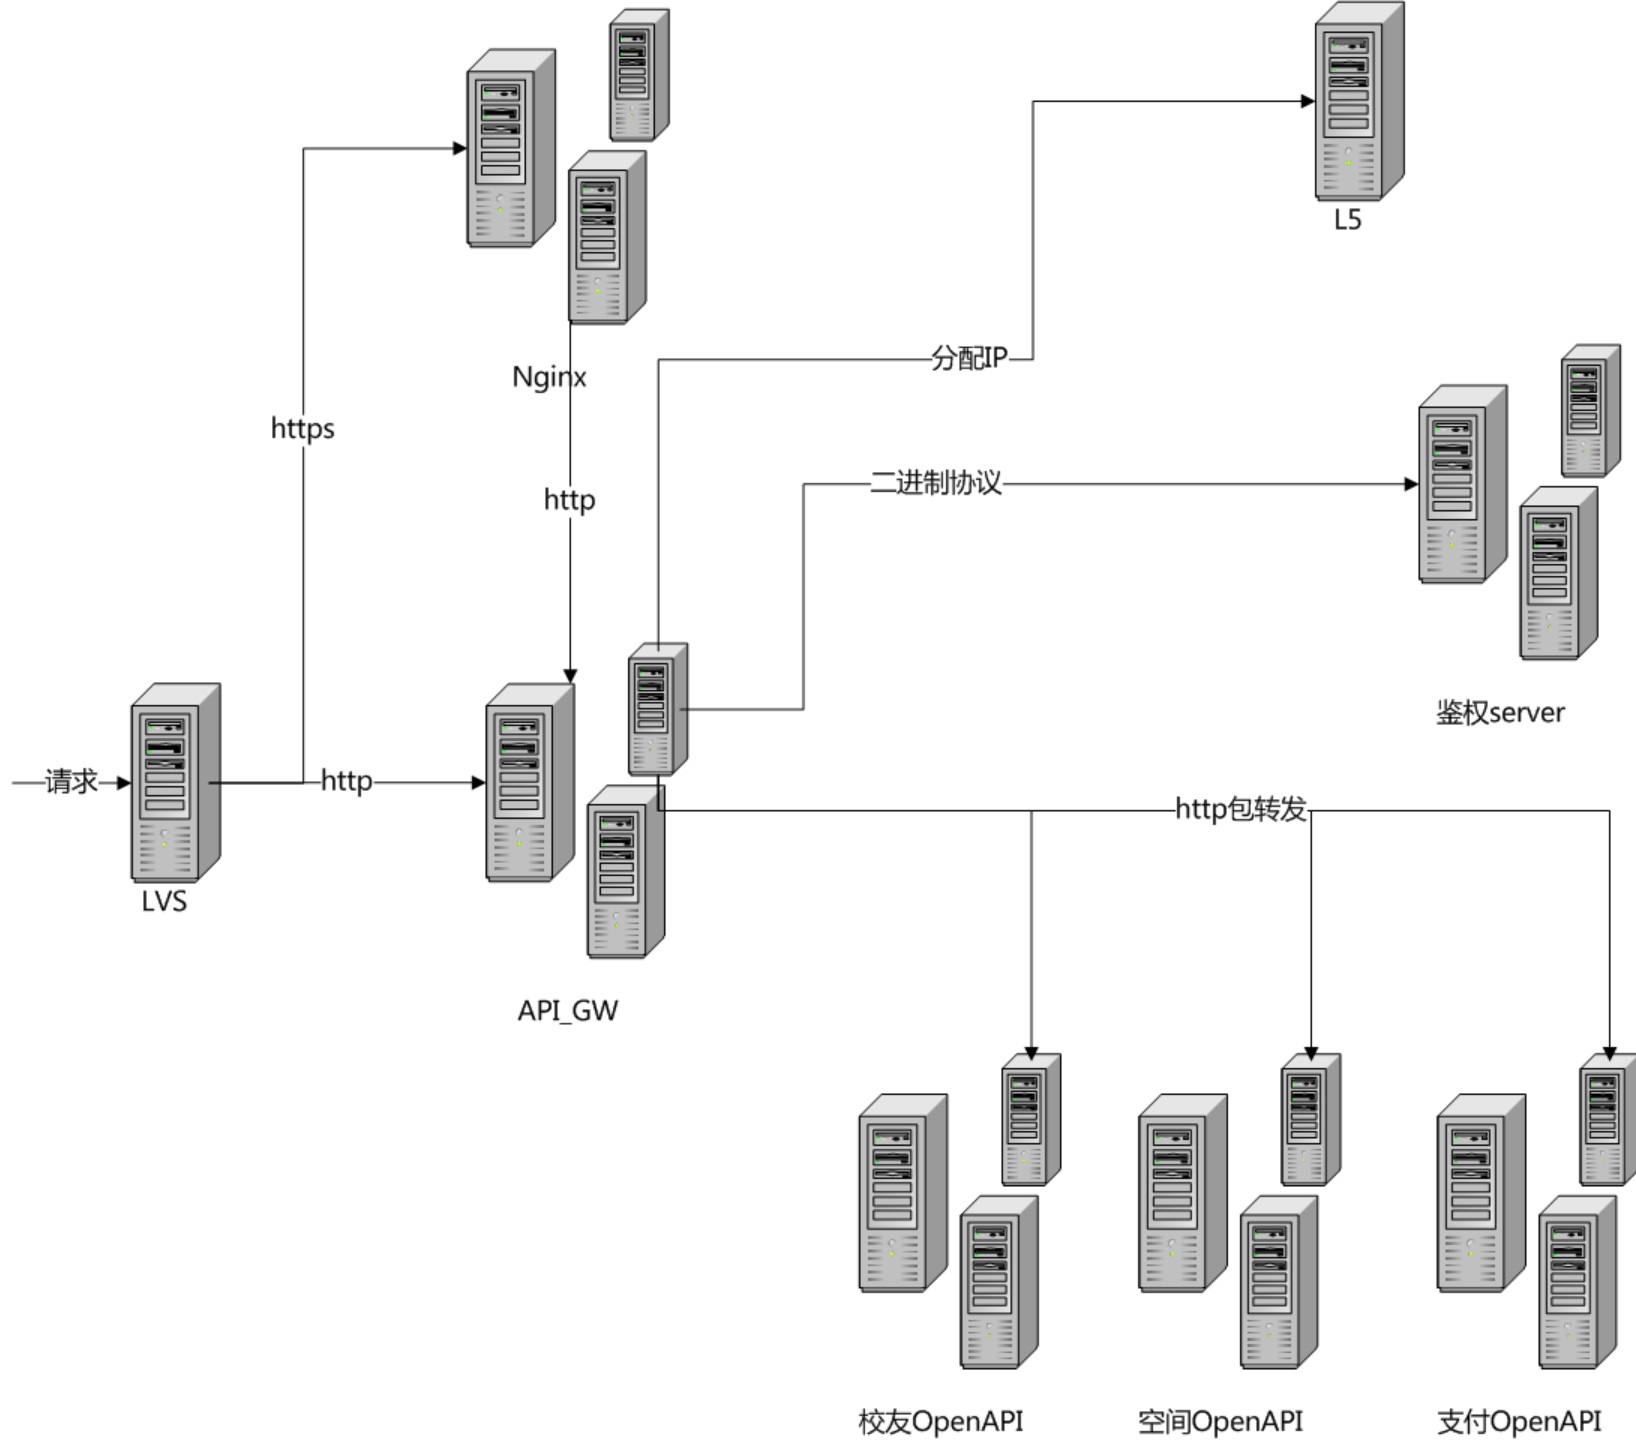 L5
分配IP
Nginx
https
二进制协议
http
鉴权server
请求
http
http包转发
LVS
API_GW
校友OpenAPI
空间OpenAPI
支付OpenAPI